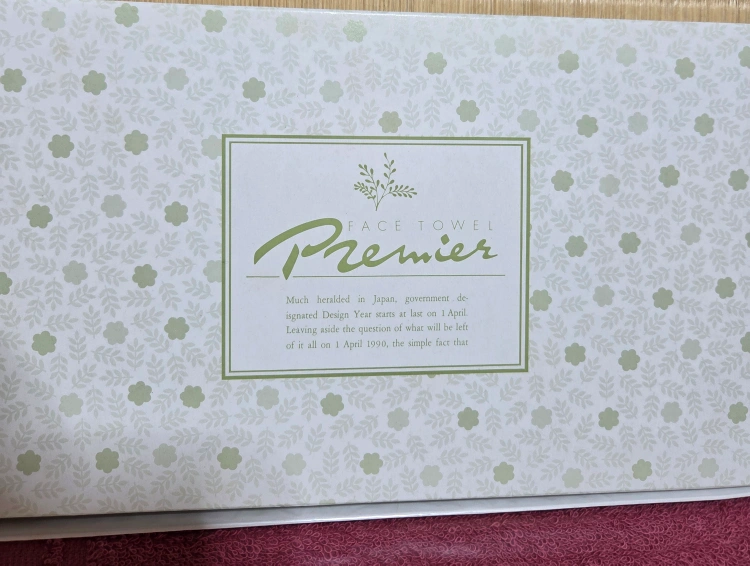 FACE TOWEL
Premier
Much heralded in Japan, government de-
isgnated Design Year starts at last on 1 April.
Leaving aside the question of what will be left
of it all on 1 April 1990, the simple fact that